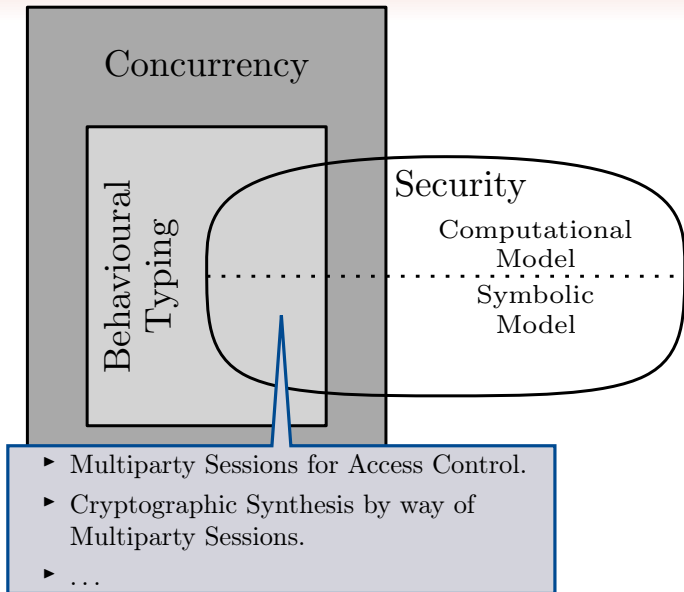 Concurrency
Behavioural
Typing
Security
Computational
Model
Symbolic
Model
► Multiparty Sessions for Access Control.
► Cryptographic Synthesis by way of
Multiparty Sessions.
► ...